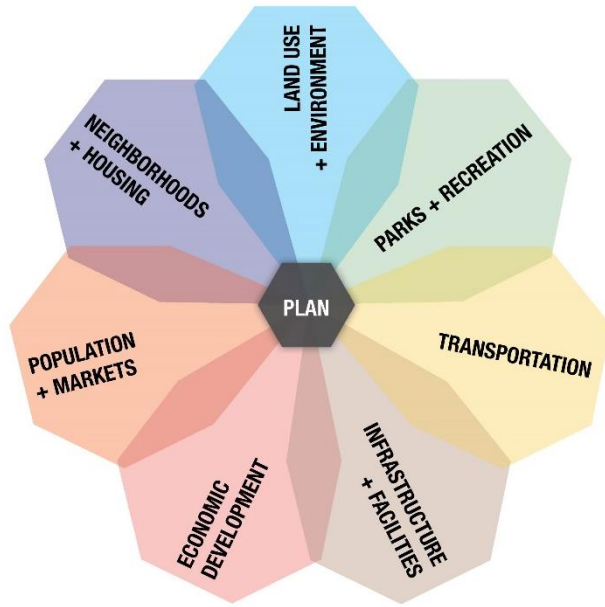 LAND USE
+ ENVIRONMENT
PARKS + RECREATION
TRANSPORTATION
INFRASTRUCTURE
+ FACILITIES
ECONOMIC
DEVELOPMENT
POPULATION
+ MARKETS
NEIGHBORHOODS
+ HOUSING
PLAN